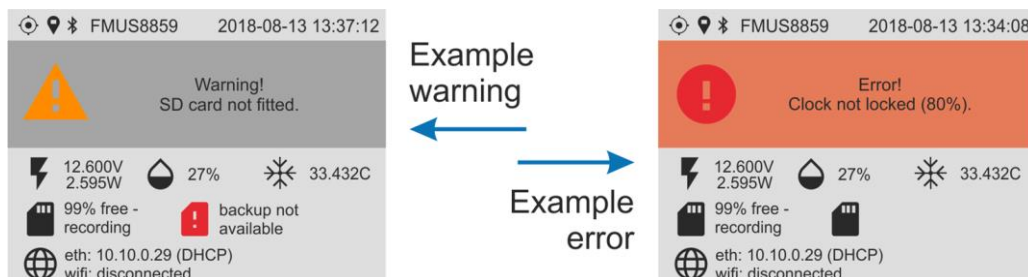 FMUS8859 2018-08-13 13:37:12
Warning!
SD card not fitted.
12.600V
2.595W
27%
33.432C
99% free -
recording
backup not
available
eth: 10.10.0.29 (DHCP)
wifi: disconnected
Example
warning
Example
error
FMUS8859 2018-08-13 13:34:08
Error!
Clock not locked (80%).
12.600V
2.595W
27%
33.432C
99% free -
recording
eth: 10.10.0.29 (DHCP)
wifi: disconnected